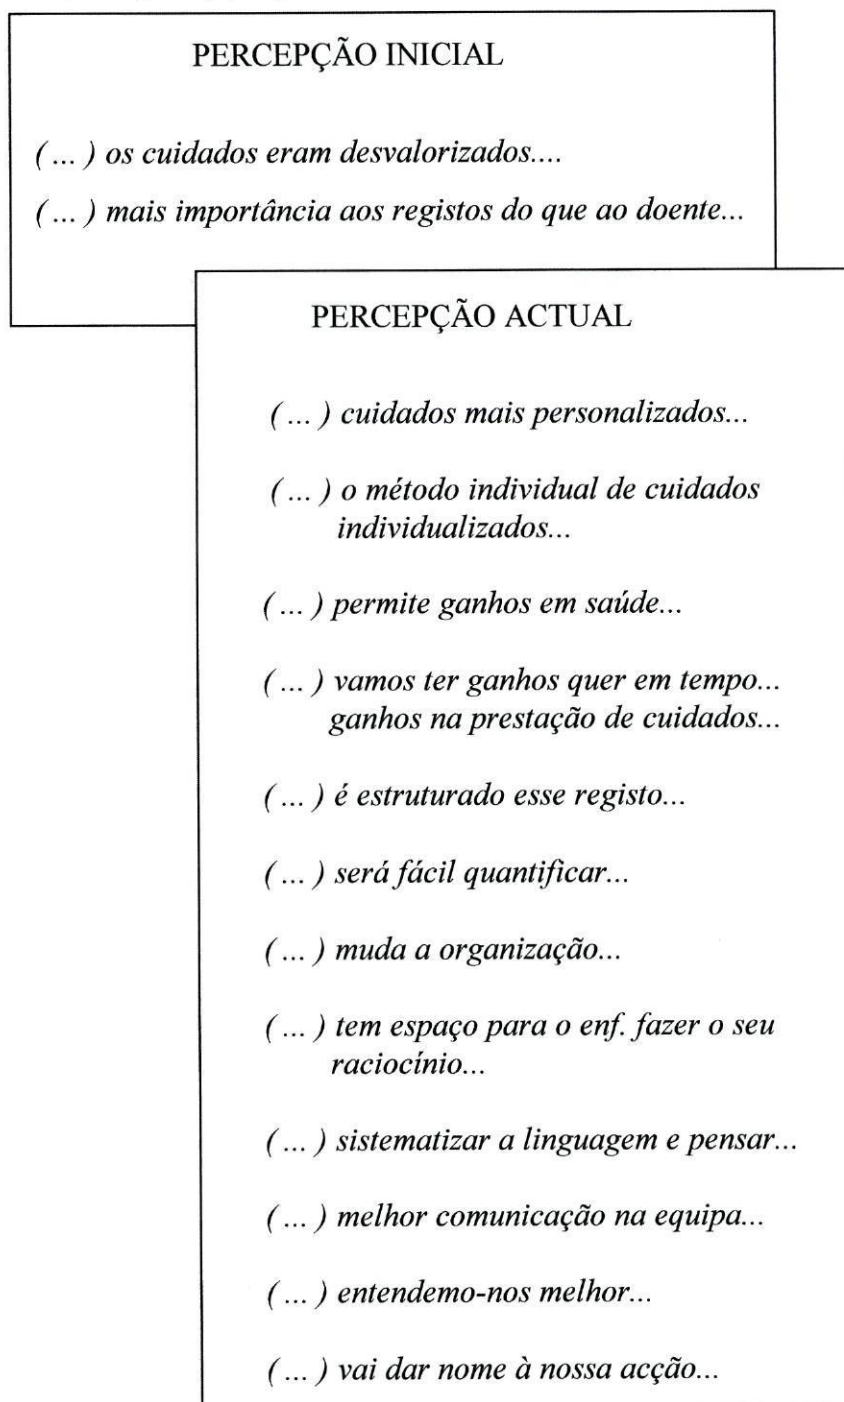 PERCEPÇÃO INICIAL
( ... ) os cuidados eram desvalorizados....
( ... ) mais importância aos registos do que ao doente...
PERCEPÇÃO ACTUAL
( ... ) cuidados mais personalizados...
( ... ) o método individual de cuidados
individualizados...
( ... ) permite ganhos em saúde...
( ... ) vamos ter ganhos quer em tempo...
ganhos na prestação de cuidados...
( ... ) é estruturado esse registo...
( ... ) será fácil quantificar...
( ... ) muda a organização...
( ... ) tem espaço para o enf. fazer o seu
raciocínio...
( ... ) sistematizar a linguagem e pensar...
( ... ) melhor comunicação na equipa...
( ... ) entendemo-nos melhor...
( ... ) vai dar nome à nossa acção...